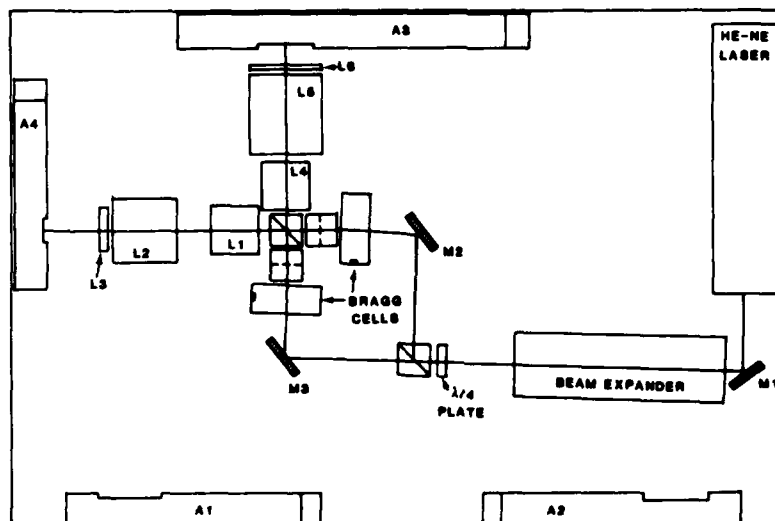 A3
HE-NE
LASER
L6
L5
A4
L4
L2
L1
L3
M2
BRAGG
CELLS
M3
λ/4
PLATE
BEAM EXPANDER
M1
A1
A2